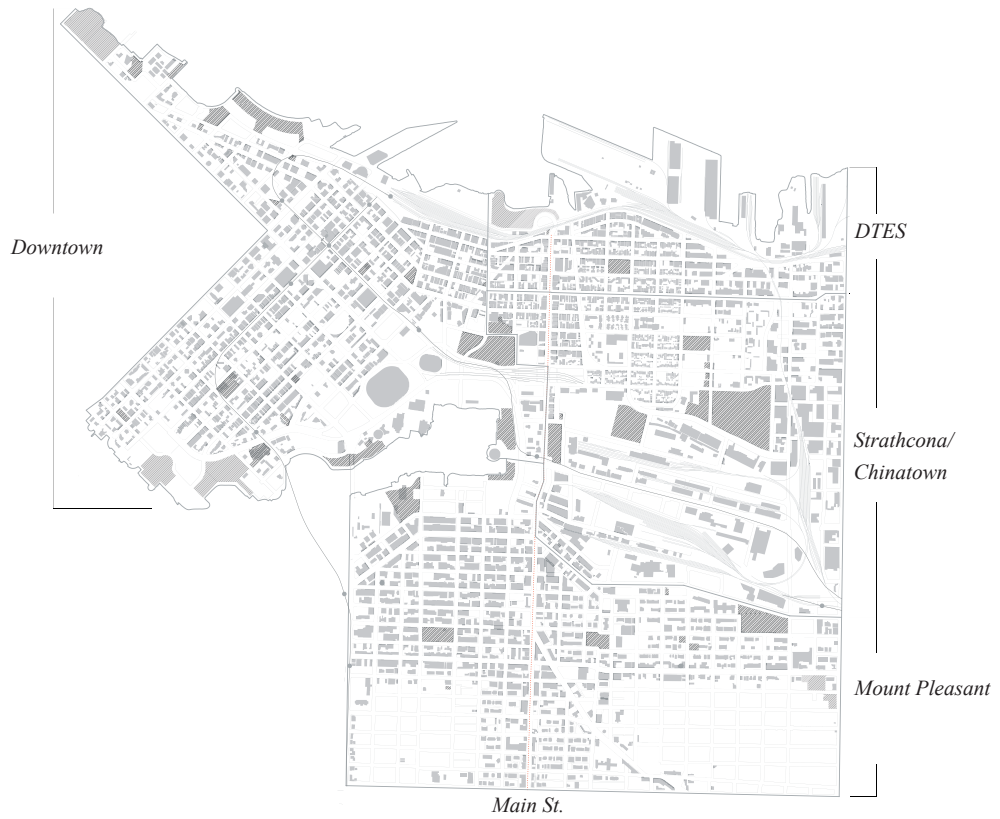 Downtown
DTES
Strathcona/
Chinatown
Mount Pleasant
Main St.